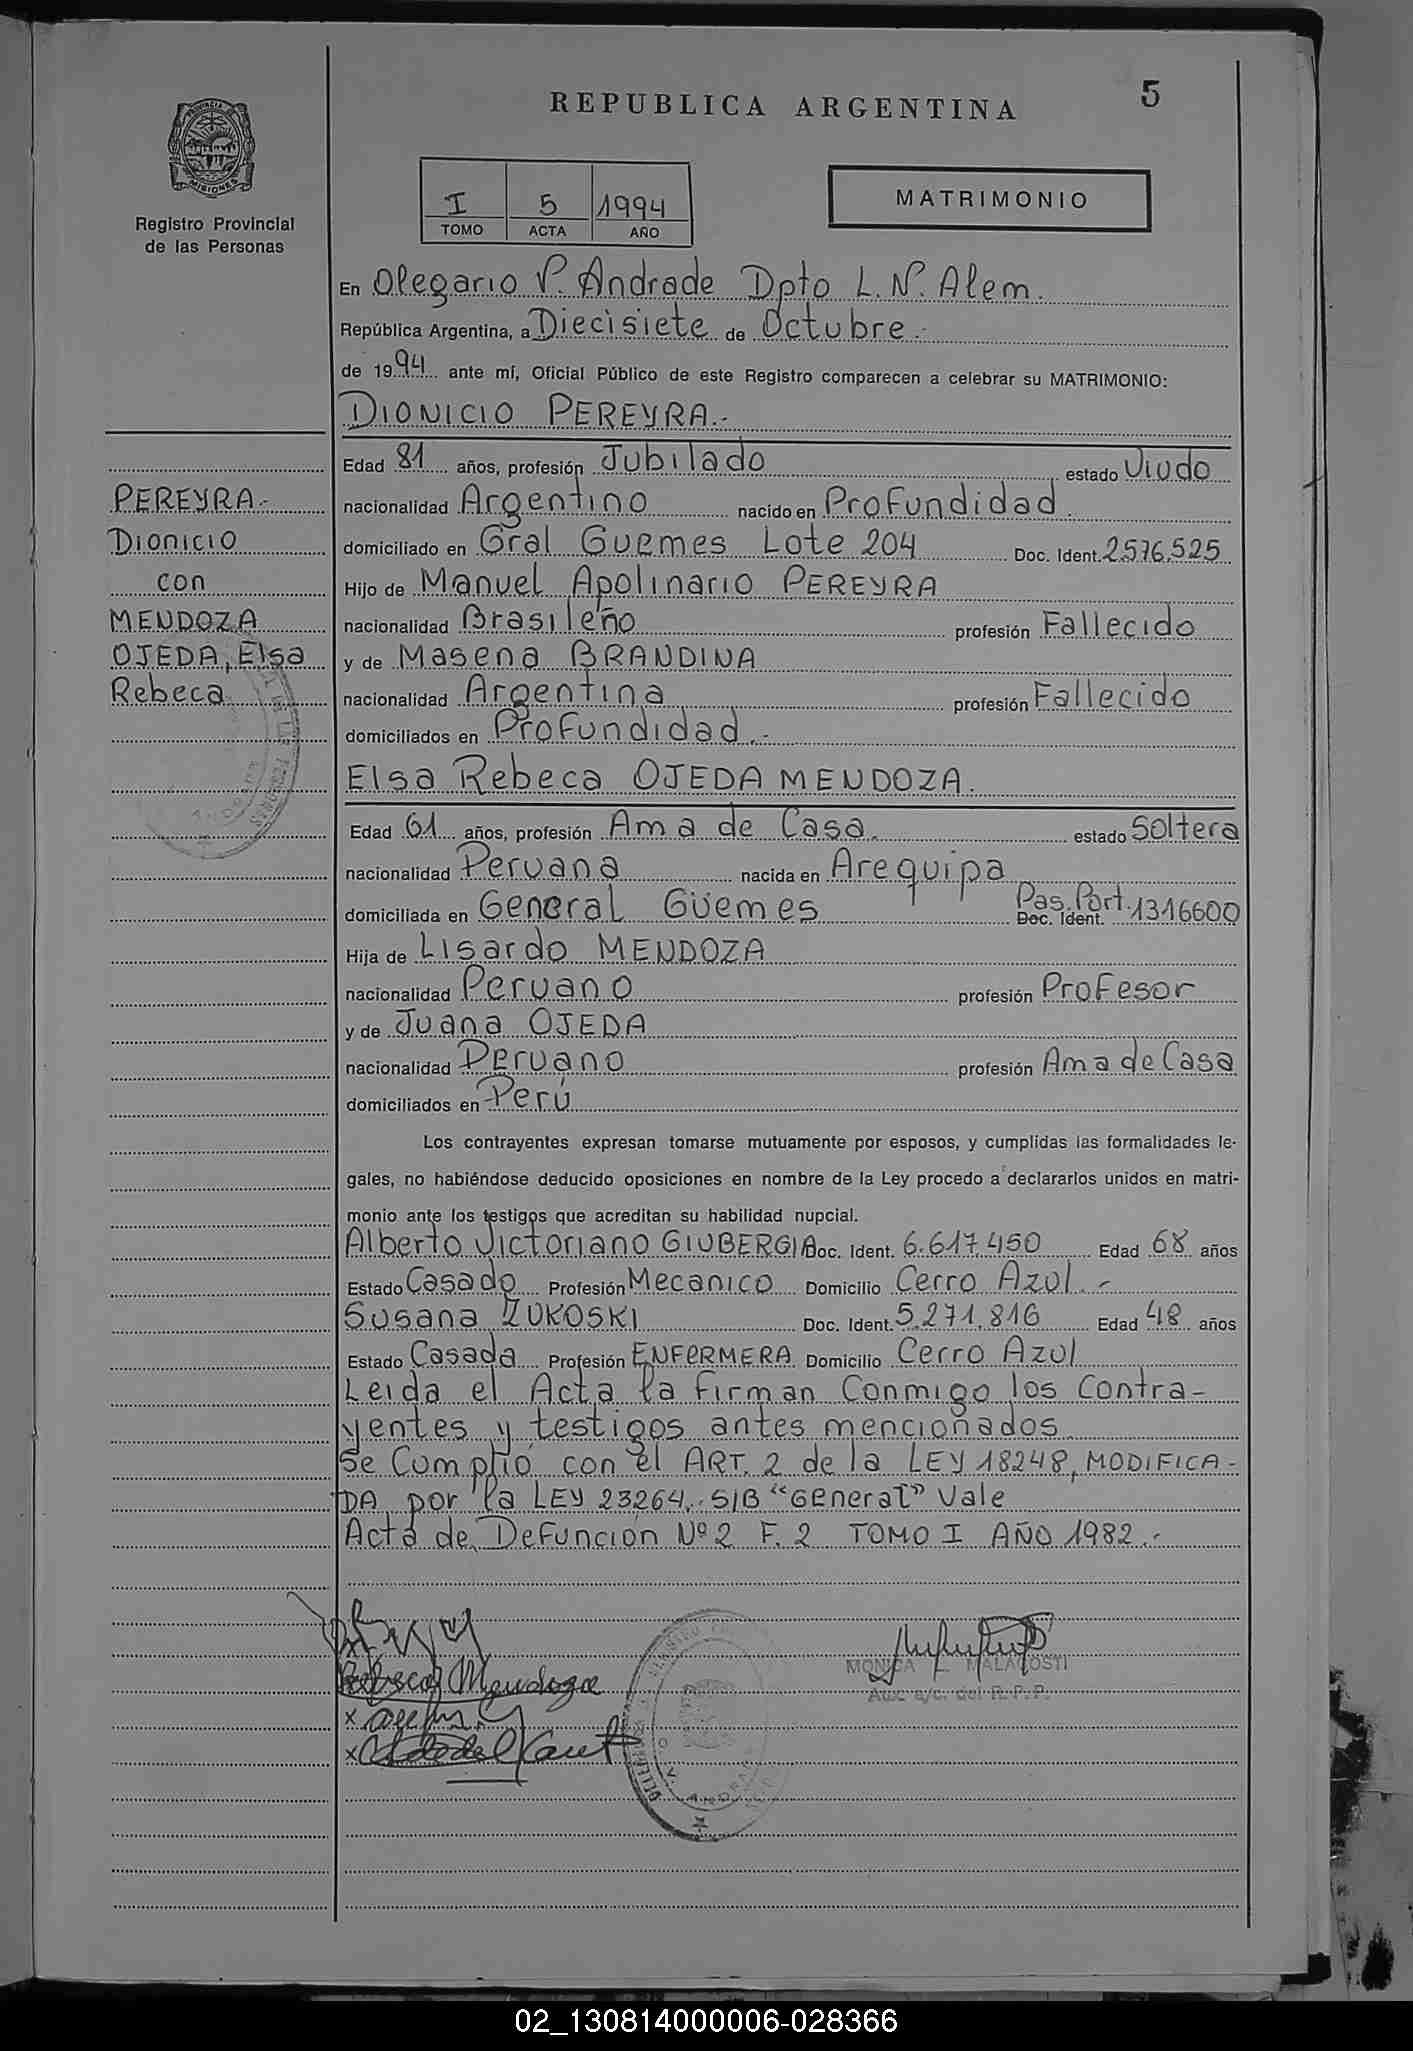 5
REPUBLICA ARGENTINA
PROVINCIA DE
MISIONES
Registro Provincial
de las Personas
I 5 1994
TOMO ACTA AÑO
MATRIMONIO
En Olegario V. Andrade Dpto L.N. Alem.
República Argentina, a Diecisiete de Octubre.-
de 1994 ante mí, Oficial Público de este Registro comparecen a celebrar su MATRIMONIO:
DIONICIO PEREYRA.-
Edad 81 años, profesión Jubilado estado Viudo
nacionalidad Argentino nacido en Profundidad.
domiciliado en Gral Guemes Lote 204 Doc. Ident. 2576.525
Hijo de Manuel Apolinario PEREYRA
nacionalidad Brasileño profesión Fallecido
y de Masena BRANDINA
nacionalidad Argentina profesión Fallecido
domiciliados en Profundidad.-
PEREYRA-
Dionicio
con
MENDOZA
OJEDA, Elsa
Rebeca
Elsa Rebeca OJEDA MENDOZA.
Edad 61 años, profesión Ama de Casa. estado Soltera
nacionalidad Peruana nacida en Arequipa
domiciliada en General Güemes Pas. Port. Doc. Ident. 1316600
Hija de Lisardo MENDOZA
nacionalidad Peruano profesión Profesor
y de Juana OJEDA
nacionalidad Peruano profesión Ama de Casa
domiciliados en Perú
Los contrayentes expresan tomarse mutuamente por esposos, y cumplidas las formalidades le-
gales, no habiéndose deducido oposiciones en nombre de la Ley procedo a declararlos unidos en matri-
monio ante los testigos que acreditan su habilidad nupcial.
Alberto Victoriano GIUBERGIA Doc. Ident. 6.617.450 Edad 68 años
Estado Casado Profesión Mecanico Domicilio Cerro Azul.-
Susana ZUKOSKI Doc. Ident. 5.271.816 Edad 48 años
Estado Casada Profesión ENFERMERA Domicilio Cerro Azul
Leida el Acta la firman Conmigo los Contra-
yentes y testigos antes mencionados
Se Cumplió con el ART. 2 de la LEY 18248, MODIFICA-
DA por la LEY 23264. S/B "General" Vale
Acta de Defuncion Nº 2 F. 2 TOMO I AÑO 1982.-
Rebeca Mendoza
MONICA L. MALAGOSTI
Aux. a/c. del R.P.P.
02_130814000006-028366